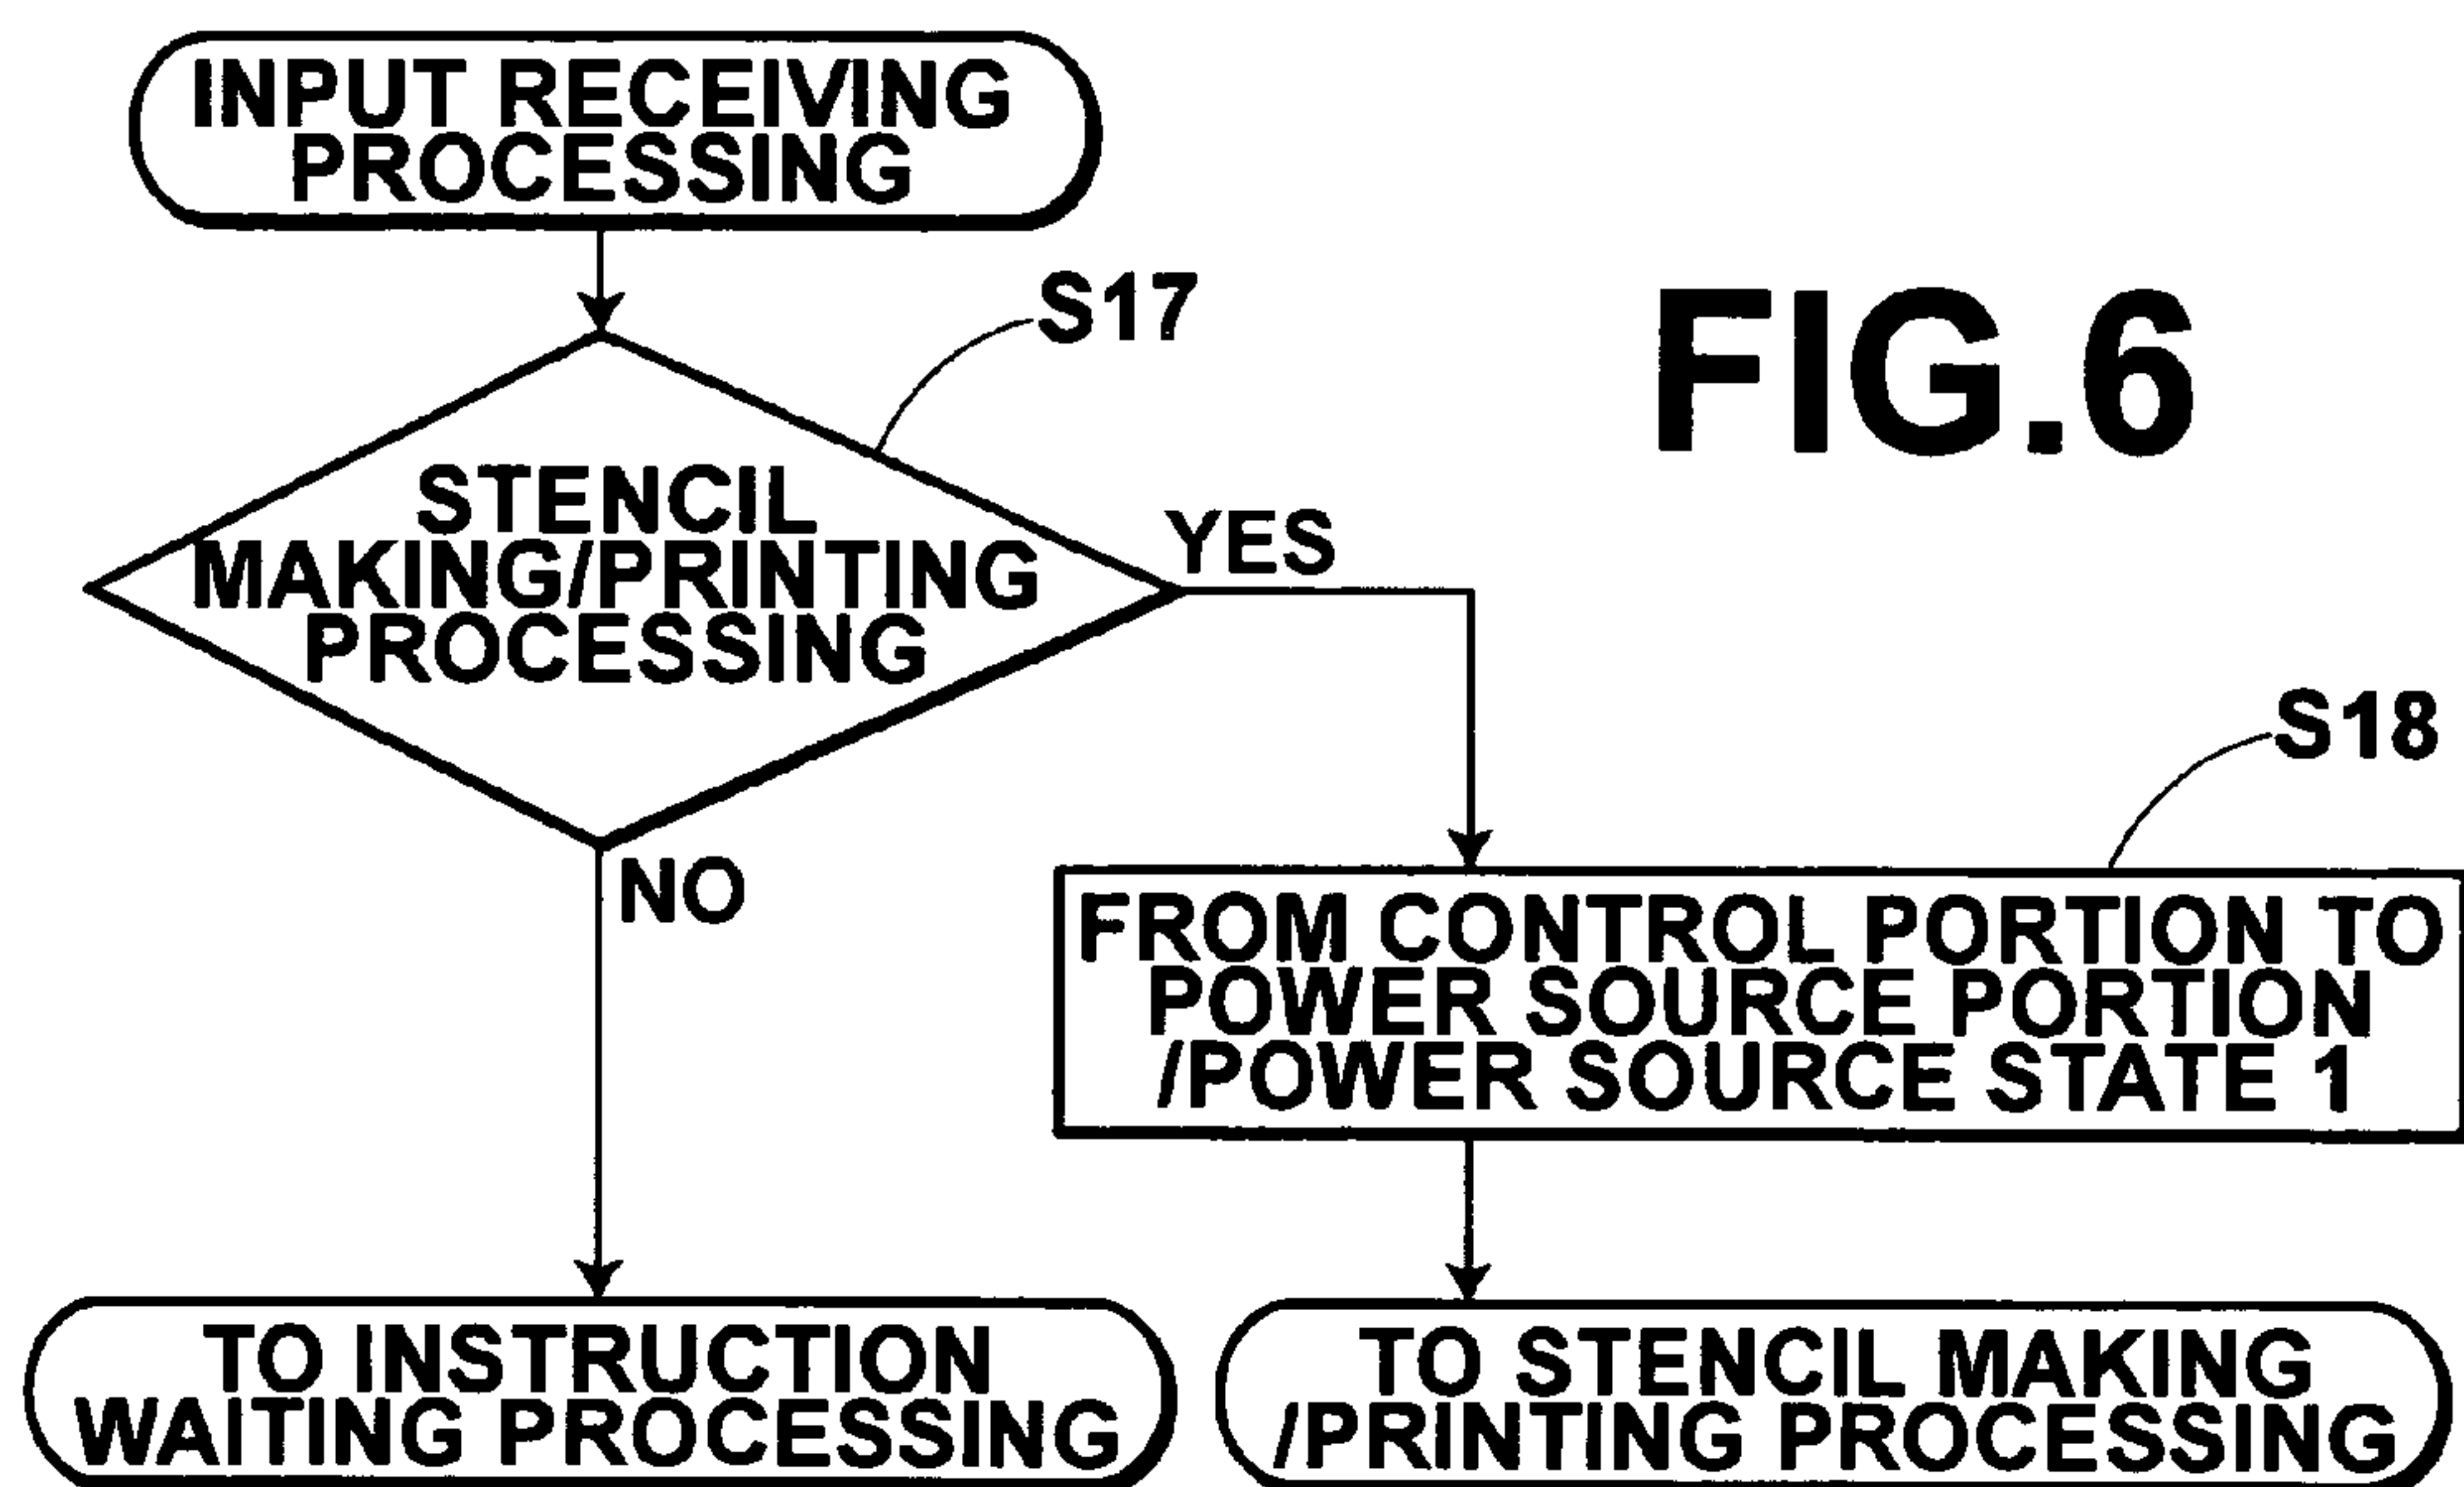 INPUT RECEIVING
PROCESSING
S17
FIG.6
STENCIL
MAKING/PRINTING
PROCESSING
YES
S18
NO
FROM CONTROL PORTION TO
POWER SOURCE PORTION
/POWER SOURCE STATE 1
TO INSTRUCTION
WAITING PROCESSING
TO STENCIL MAKING
/PRINTING PROCESSING